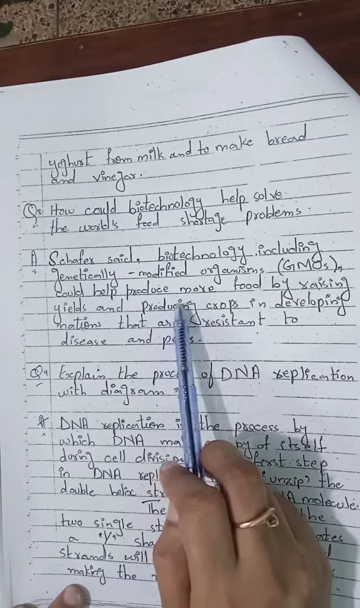 yoghurt from milk and to make bread
and vinegar.
Q. How could biotechnology help solve
the world's food shortage problems.
A Schafer said, biotechnology, including
genetically - modified organisms (GMOs),
could help produce more food by raising
yields and producing crops in developing
nations that are resistant to
disease and pests.
Q. Explain the process of DNA replication
with diagram
A DNA replication is the process by
which DNA makes copy of itself
during cell division first step
in DNA 'unzip' the
double helix DNA molecule.
The the
two single
a 'Y' sha
strands will
making the